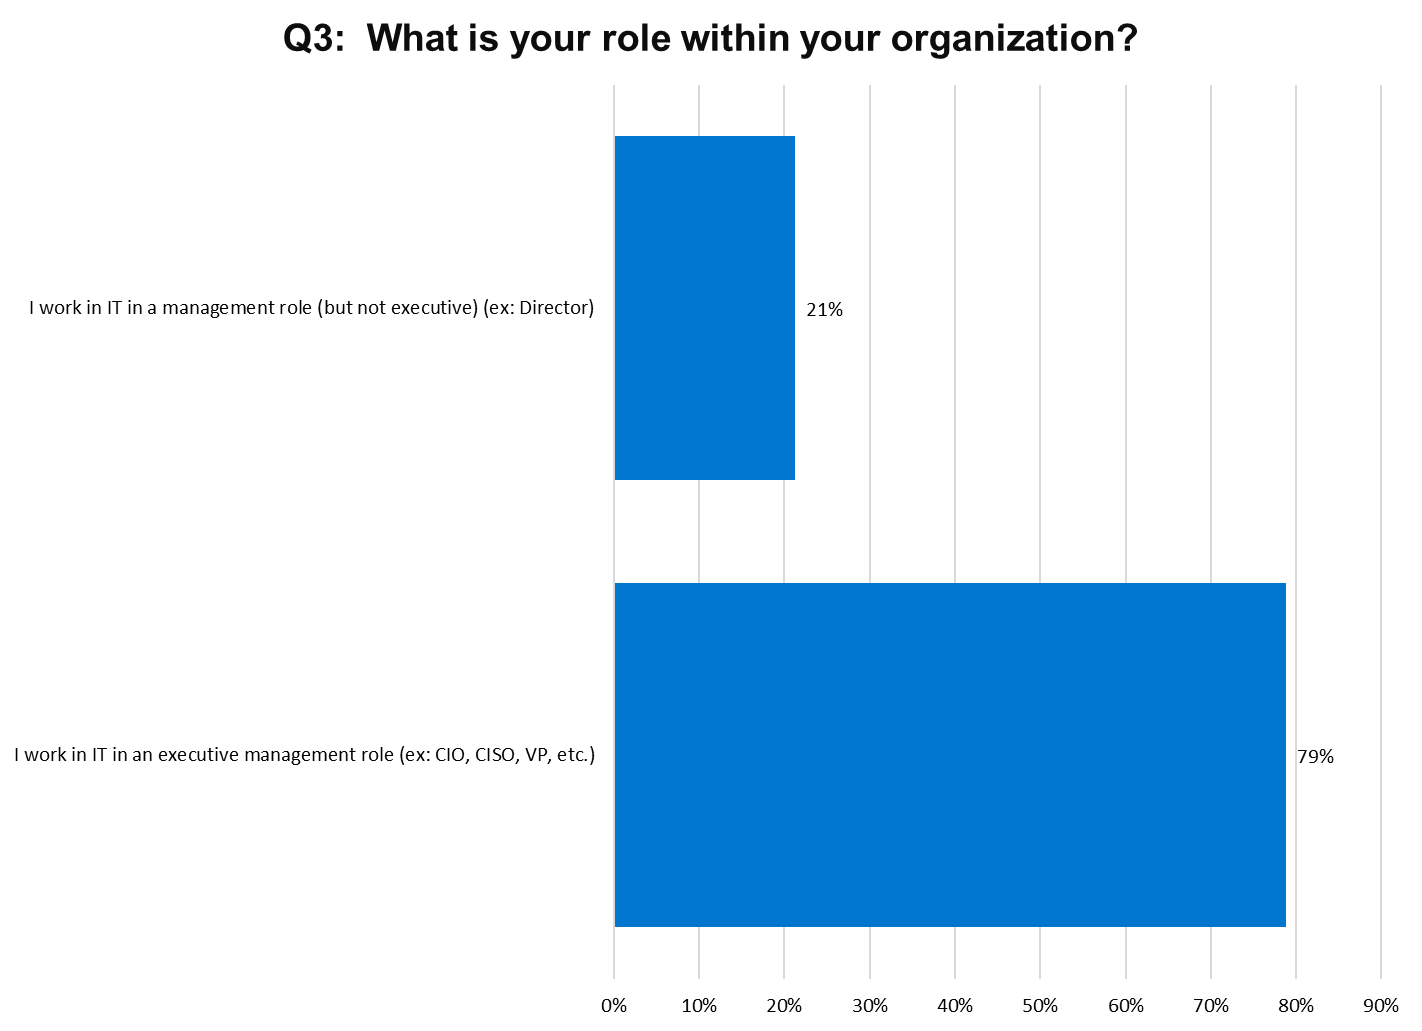 Q3:  What is your role within your organization?
I work in IT in a management role (but not executive) (ex: Director)
21%
I work in IT in an executive management role (ex: CIO, CISO, VP, etc.)
79%
0% 10% 20% 30% 40% 50% 60% 70% 80% 90%